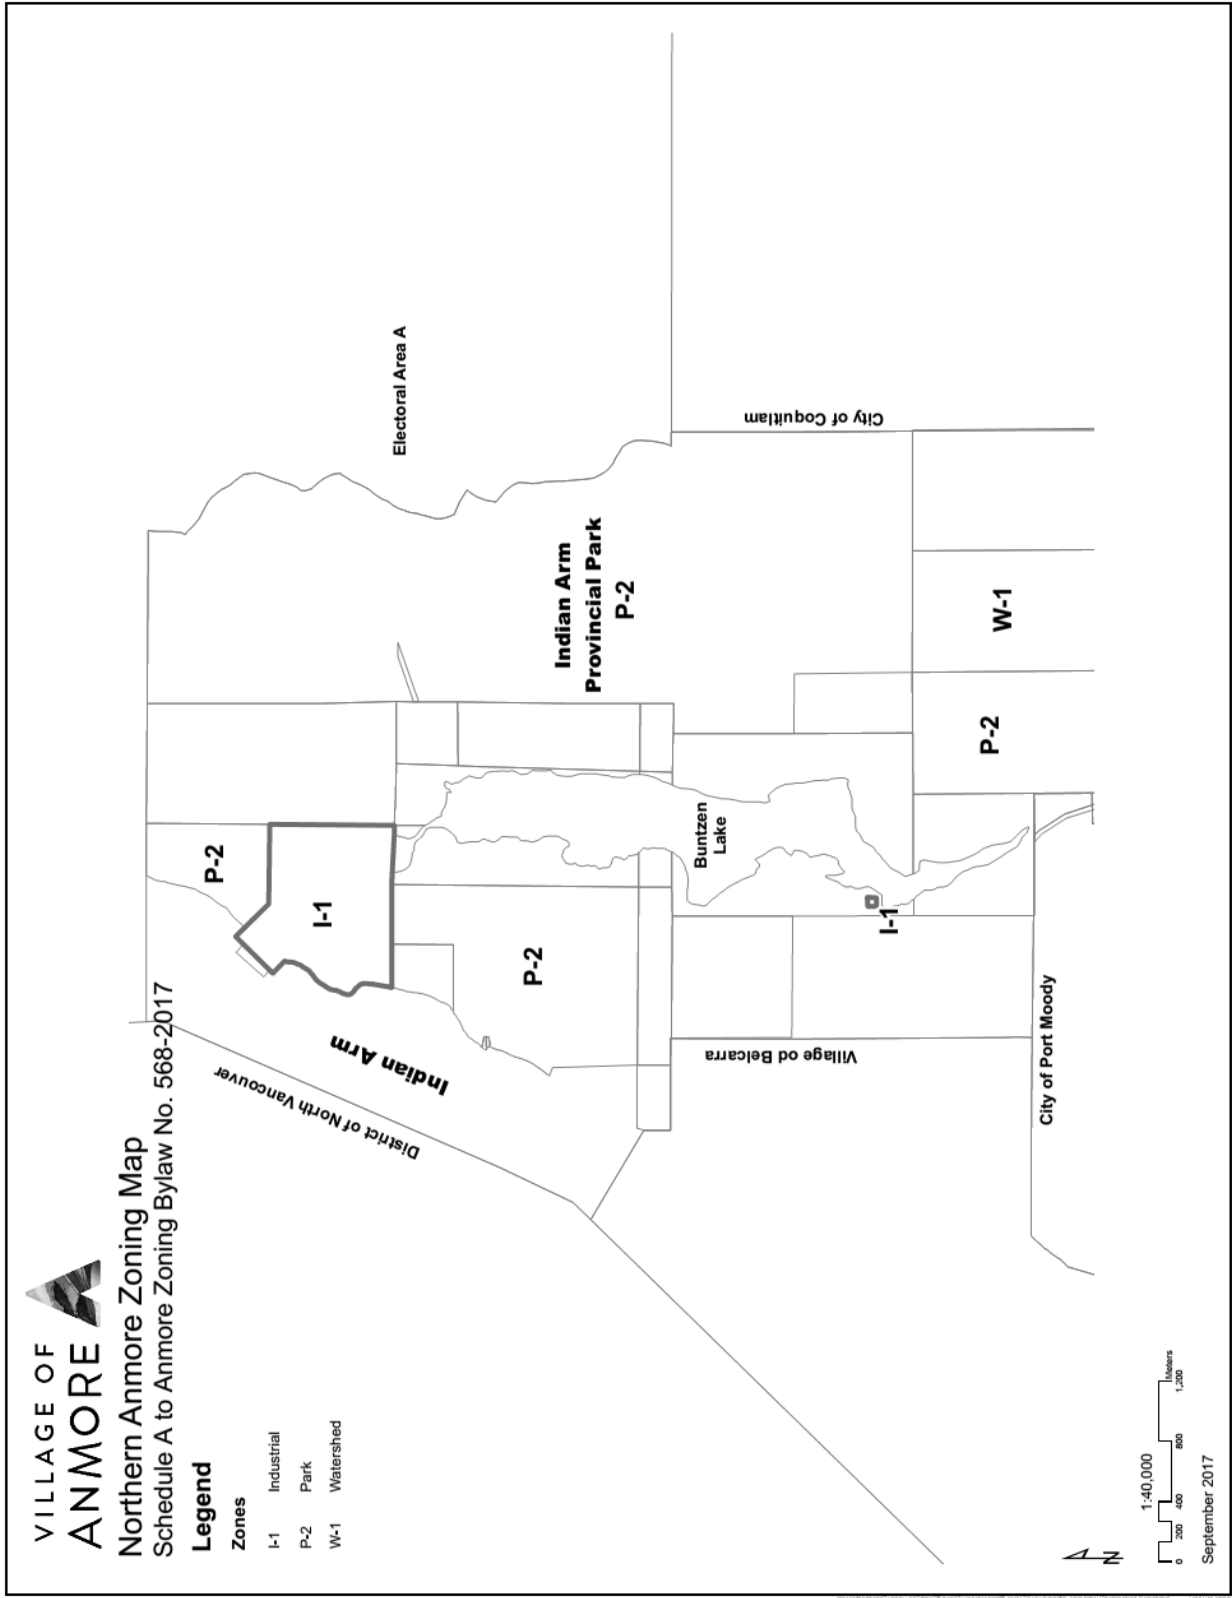 VILLAGE OF
ANMORE
Northern Anmore Zoning Map
Schedule A to Anmore Zoning Bylaw No. 568-2017
Legend
Zones
I-1 Industrial
P-2 Park
W-1 Watershed
District of North Vancouver
Indian Arm
P-2
I-1
Electoral Area A
P-2
Indian Arm
Provincial Park
P-2
Buntzen
Lake
Village od Belcarra
City of Coquitlam
I-1
P-2
W-1
City of Port Moody
N
1:40,000
0 200 400 800 1,200
Meters
September 2017